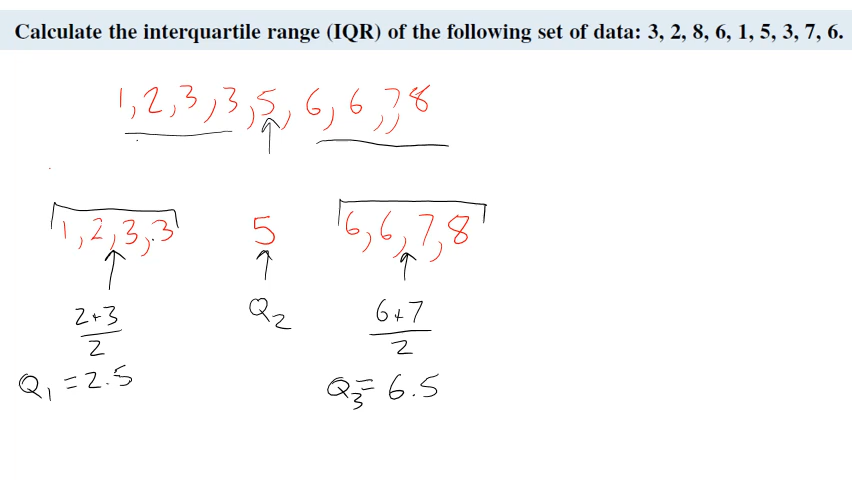 Calculate the interquartile range (IQR) of the following set of data: 3, 2, 8, 6, 1, 5, 3, 7, 6.
1, 2, 3, 3, 5, 6, 6, 7, 8
1, 2, 3, 3 5 6, 6, 7, 8
2+3/2 Q2 6+7/2
Q1 = 2.5 Q3 = 6.5